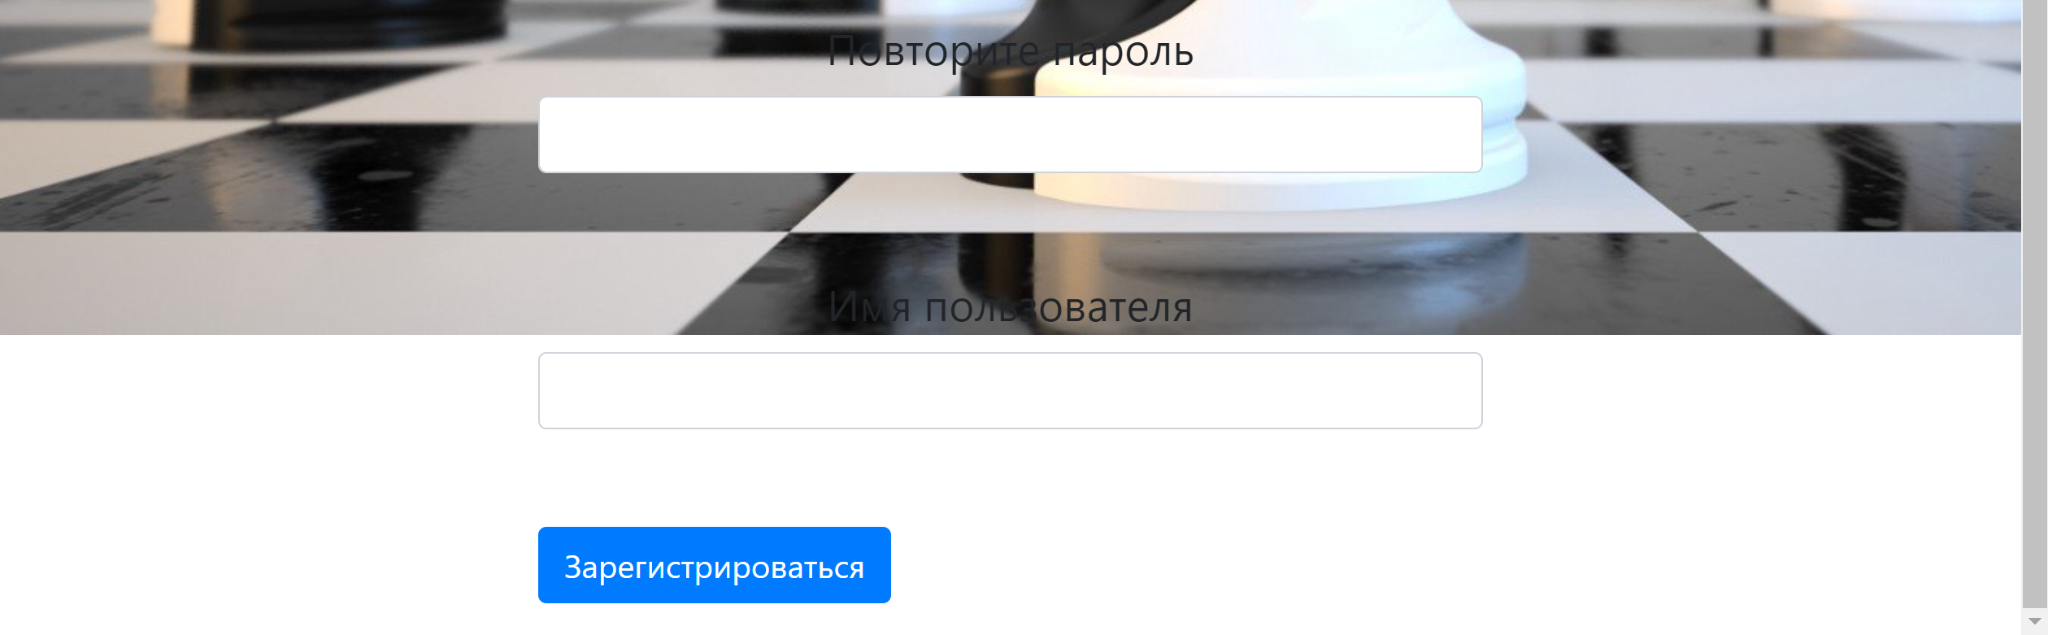 Повторите пароль
Имя пользователя
Зарегистрироваться